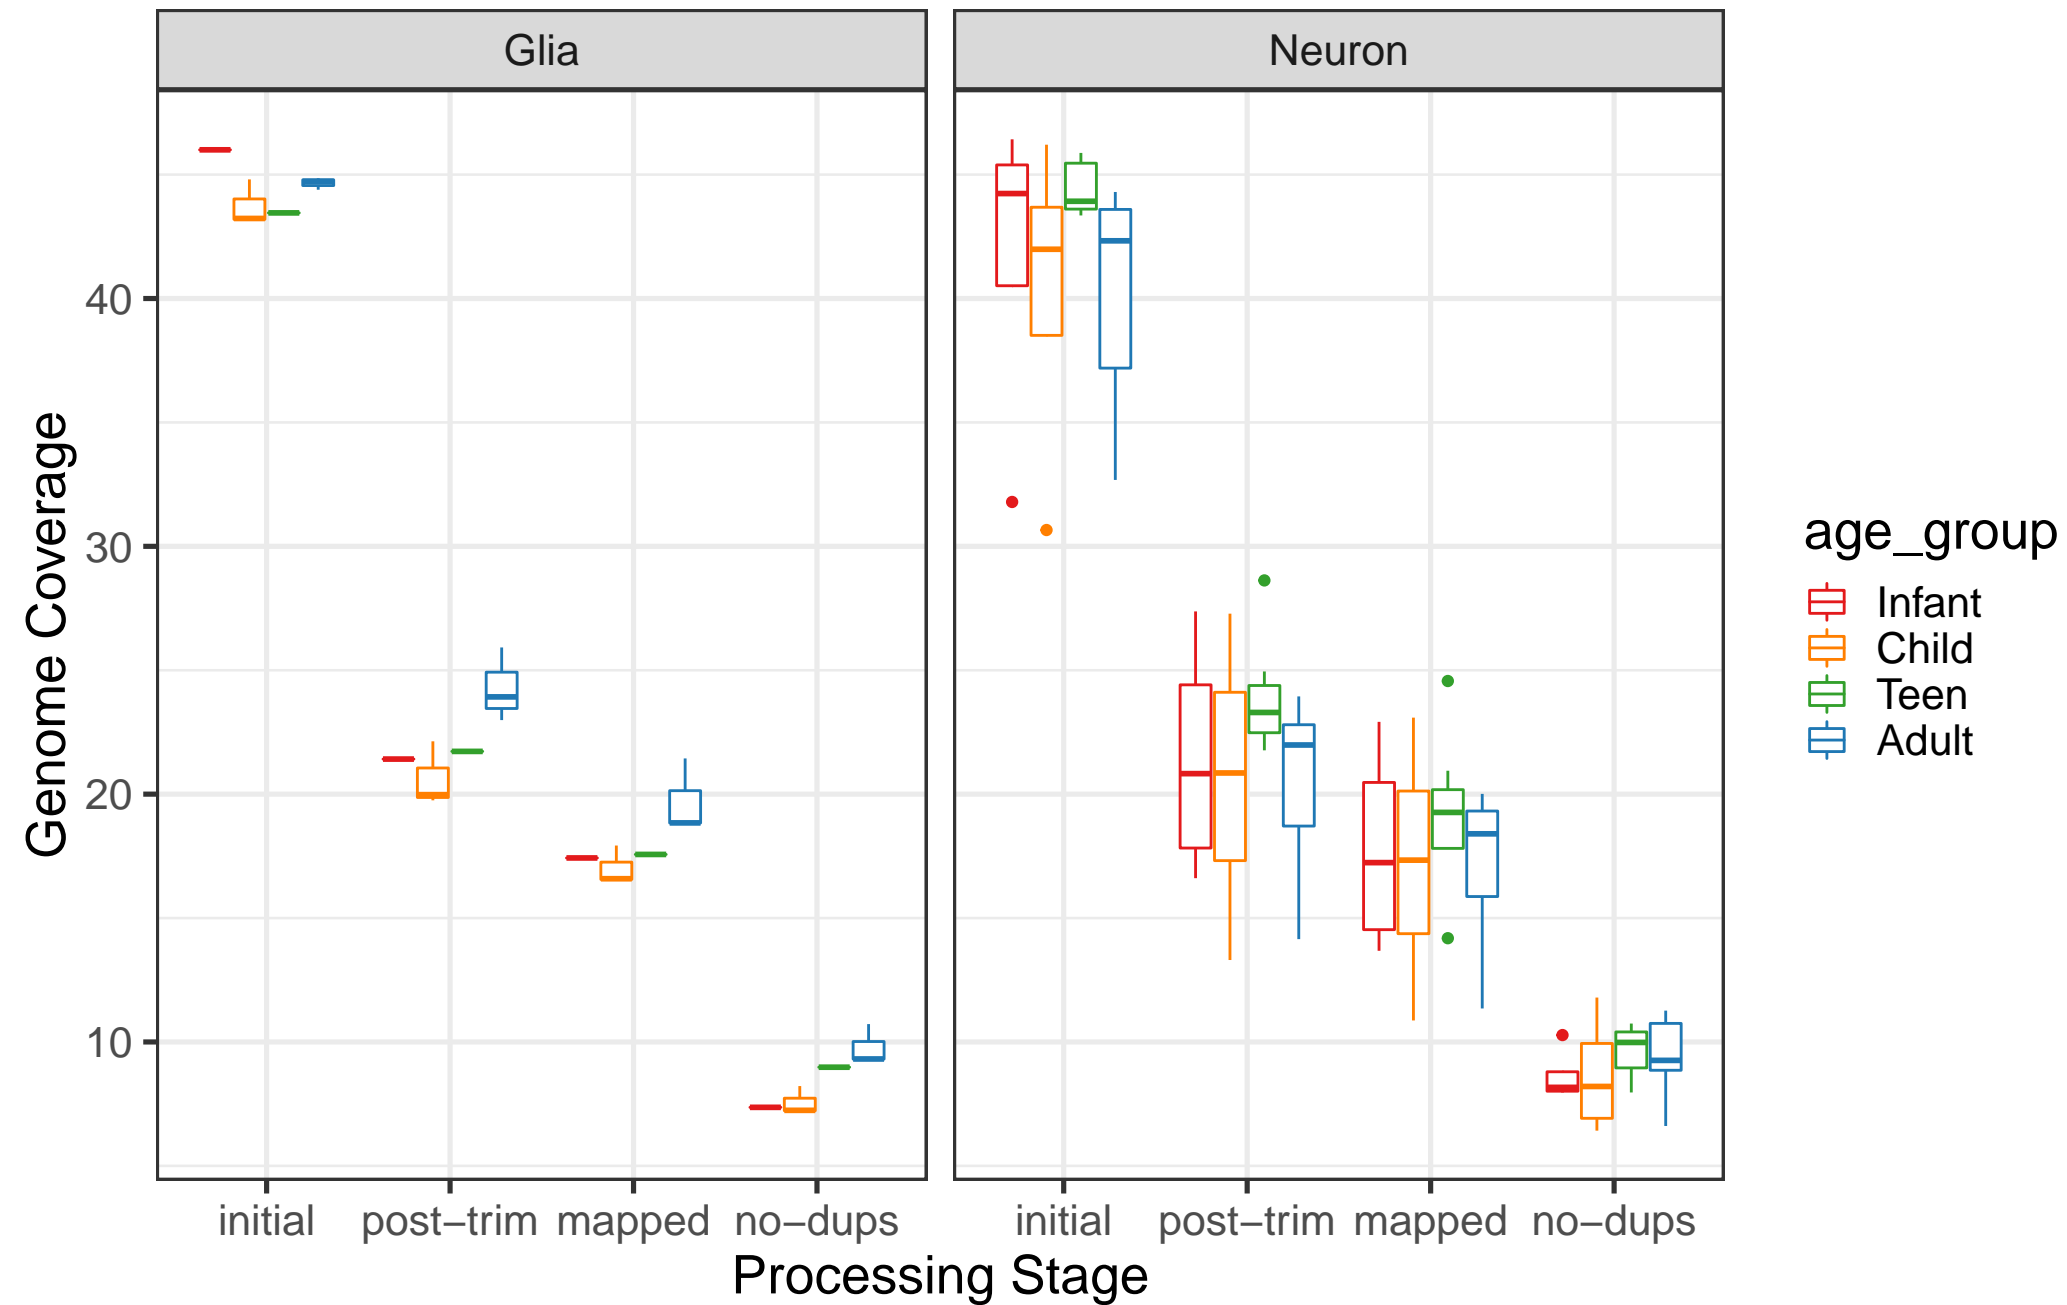 Glia Neuron
40
30
20
10
Genome Coverage
initial post−trim mapped no−dups initial post−trim mapped no−dups
Processing Stage
age_group
Infant
Child
Teen
Adult